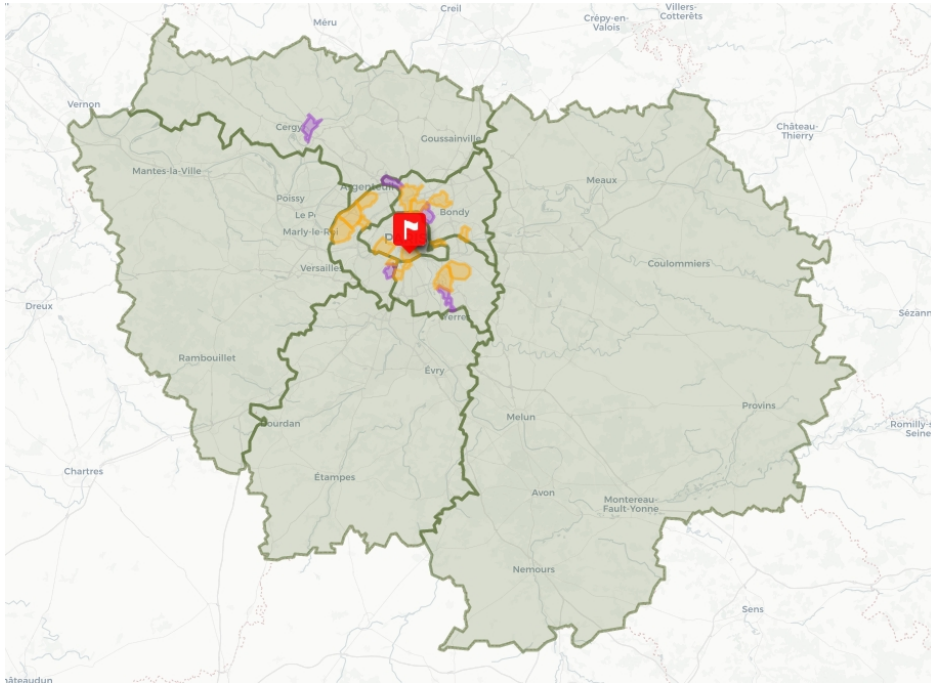 Creil
Villers-
Cotterêts
Méru
Crépy-en-
Valois
Vernon
Cergy
Goussainville
Château-
Thierry
Mantes-la-Ville
Meaux
Argenteuil
Poissy
Bondy
Le P
Marly-le-Roi
Versailles
Coulommiers
Dreux
Sézanne
Yerres
Rambouillet
Évry
Provins
Melun
Dourdan
Romilly-s
Seine
Chartres
Étampes
Avon
Montereau-
Fault-Yonne
Nemours
Sens
hâteaudun